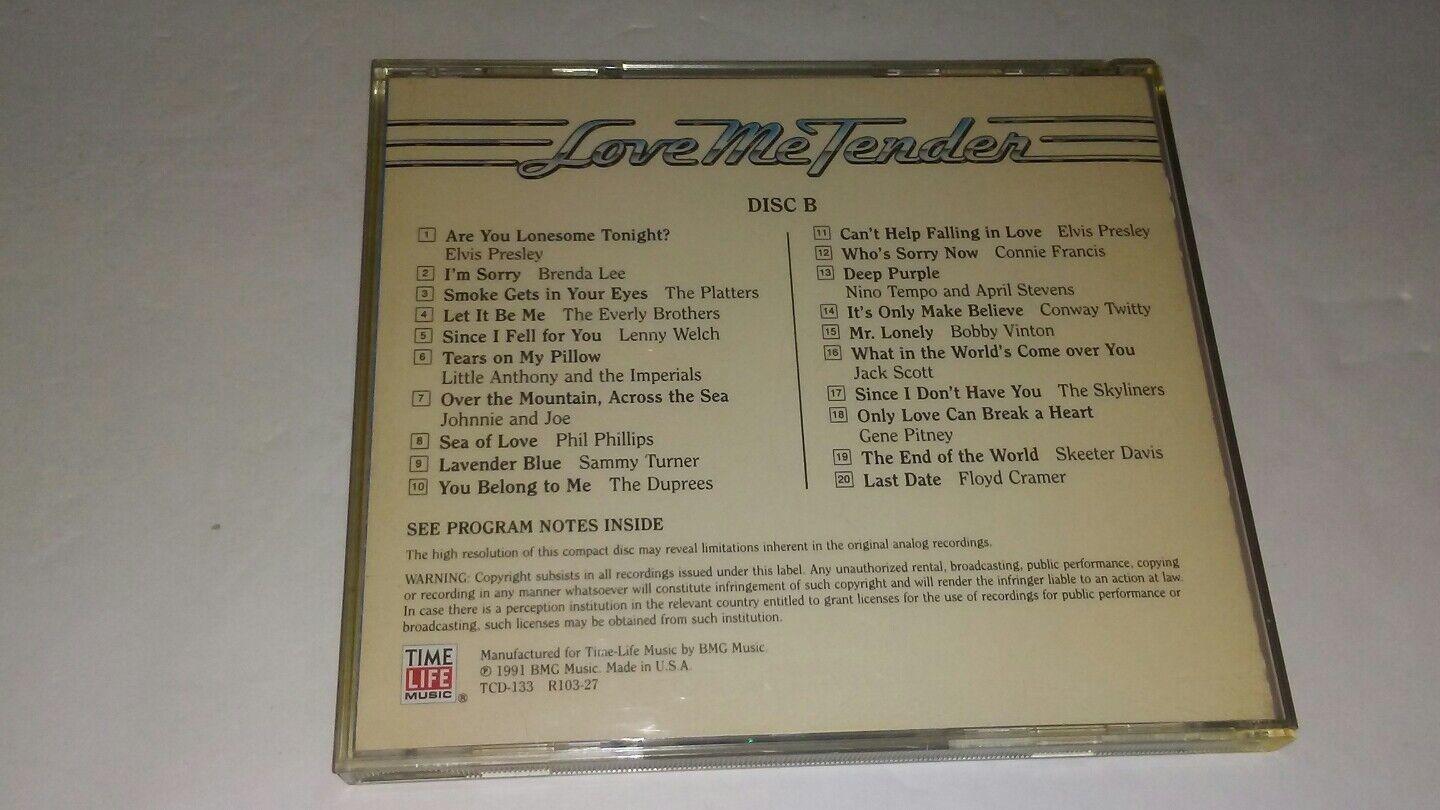 Love Me Tender
DISC B
1 Are You Lonesome Tonight?
Elvis Presley
2 I'm Sorry Brenda Lee
3 Smoke Gets in Your Eyes The Platters
4 Let It Be Me The Everly Brothers
5 Since I Fell for You Lenny Welch
6 Tears on My Pillow
Little Anthony and the Imperials
7 Over the Mountain, Across the Sea
Johnnie and Joe
8 Sea of Love Phil Phillips
9 Lavender Blue Sammy Turner
10 You Belong to Me The Duprees
11 Can't Help Falling in Love Elvis Presley
12 Who's Sorry Now Connie Francis
13 Deep Purple
Nino Tempo and April Stevens
14 It's Only Make Believe Conway Twitty
15 Mr. Lonely Bobby Vinton
16 What in the World's Come over You
Jack Scott
17 Since I Don't Have You The Skyliners
18 Only Love Can Break a Heart
Gene Pitney
19 The End of the World Skeeter Davis
20 Last Date Floyd Cramer
SEE PROGRAM NOTES INSIDE
The high resolution of this compact disc may reveal limitations inherent in the original analog recordings.
WARNING: Copyright subsists in all recordings issued under this label. Any unauthorized rental, broadcasting, public performance, copying
or recording in any manner whatsoever will constitute infringement of such copyright and will render the infringer liable to an action at law.
In case there is a perception institution in the relevant country entitled to grant licenses for the use of recordings for public performance or
broadcasting, such licenses may be obtained from such institution.
TIME
LIFE
MUSIC ®
Manufactured for Time-Life Music by BMG Music.
℗ 1991 BMG Music. Made in U.S.A.
TCD-133 R103-27